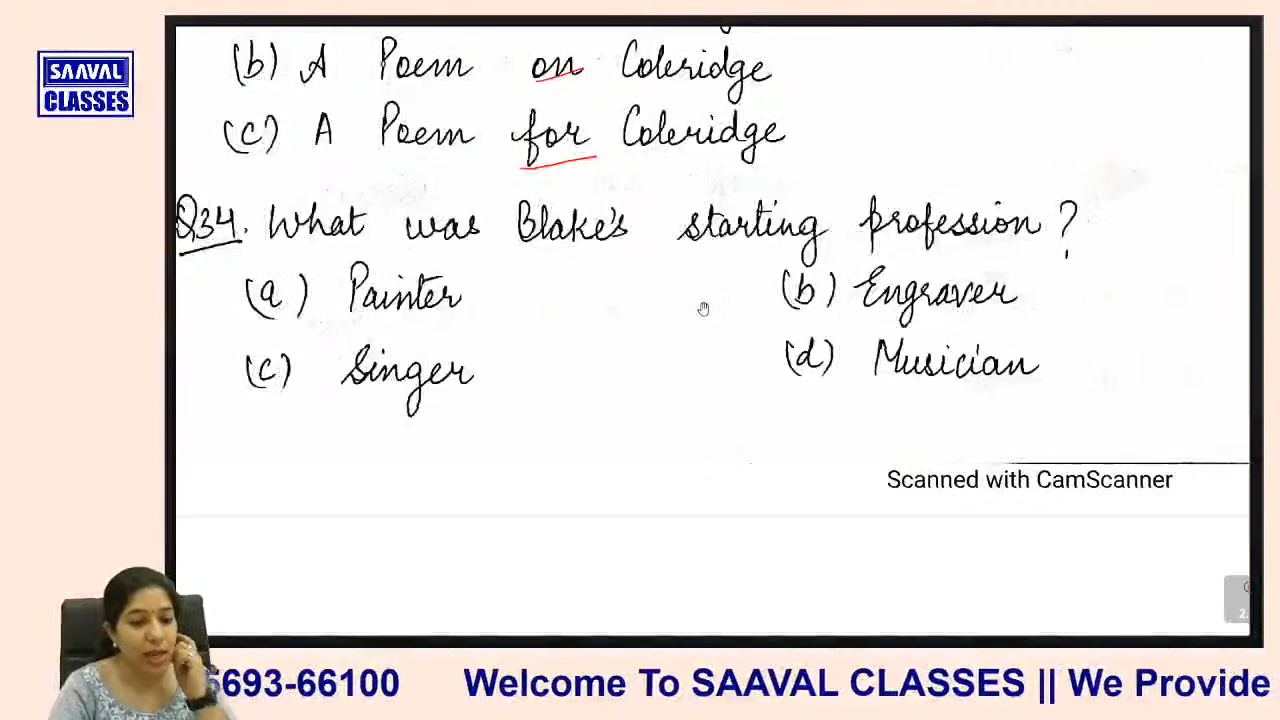 SAAVAL
CLASSES
(b) A Poem on Coleridge
(c) A Poem for Coleridge
Q34. What was Blake's starting profession?
(a) Painter (b) Engraver
(c) Singer (d) Musician
Scanned with CamScanner
5693-66100 Welcome To SAAVAL CLASSES || We Provide